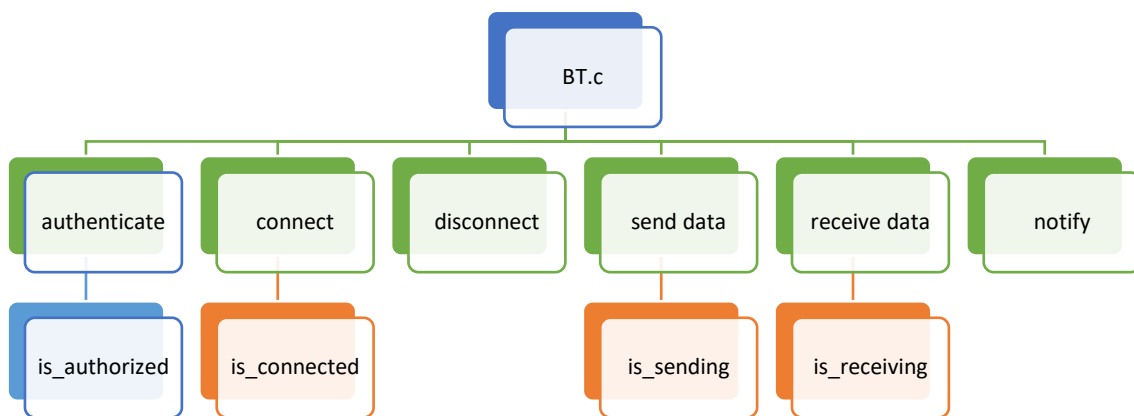 BT.c
authenticate
connect
disconnect
send data
receive data
notify
is_authorized
is_connected
is_sending
is_receiving